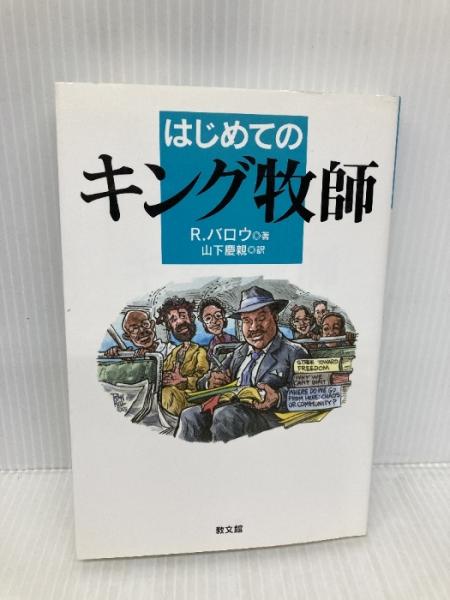 はじめての
キング牧師
R.バロウ◎著
山下慶親◎訳
STRIDE TOWARD
FREEDOM
WHY WE
CAN'T WAIT
WHERE DO WE GO
FROM HERE: CHAOS
OR COMMUNITY?
教文館